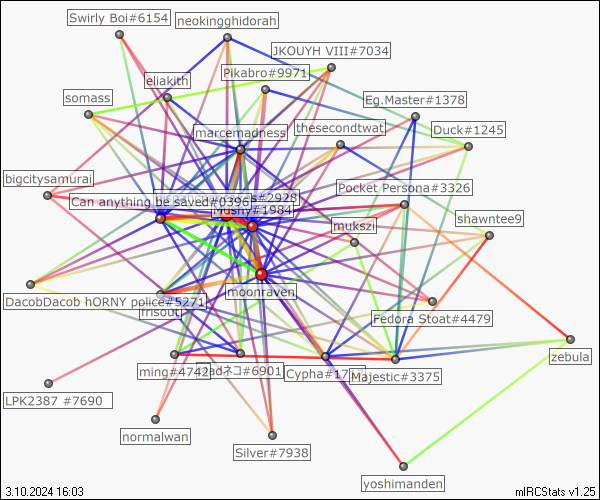 Swirly Boi#6154
neokingghidorah
JKOUYH VIII#7034
Pikabro#9971
eliakith
somass
Eg.Master#1378
marcemadness
thesecondtwat
Duck#1245
bigcitysamurai
Pocket Persona#3326
Can anything be saved#0396
s#2928
Mushy#1984
shawntee9
mukszi
moonraven
DacobDacob hORNY police#5271
frisout
Fedora Stoat#4479
zebula
ming#4742
ネコ#6901
Cypha#17
Majestic#3375
LPK2387 #7690
normalwan
Silver#7938
yoshimanden
3.10.2024 16:03
mIRCStats v1.25